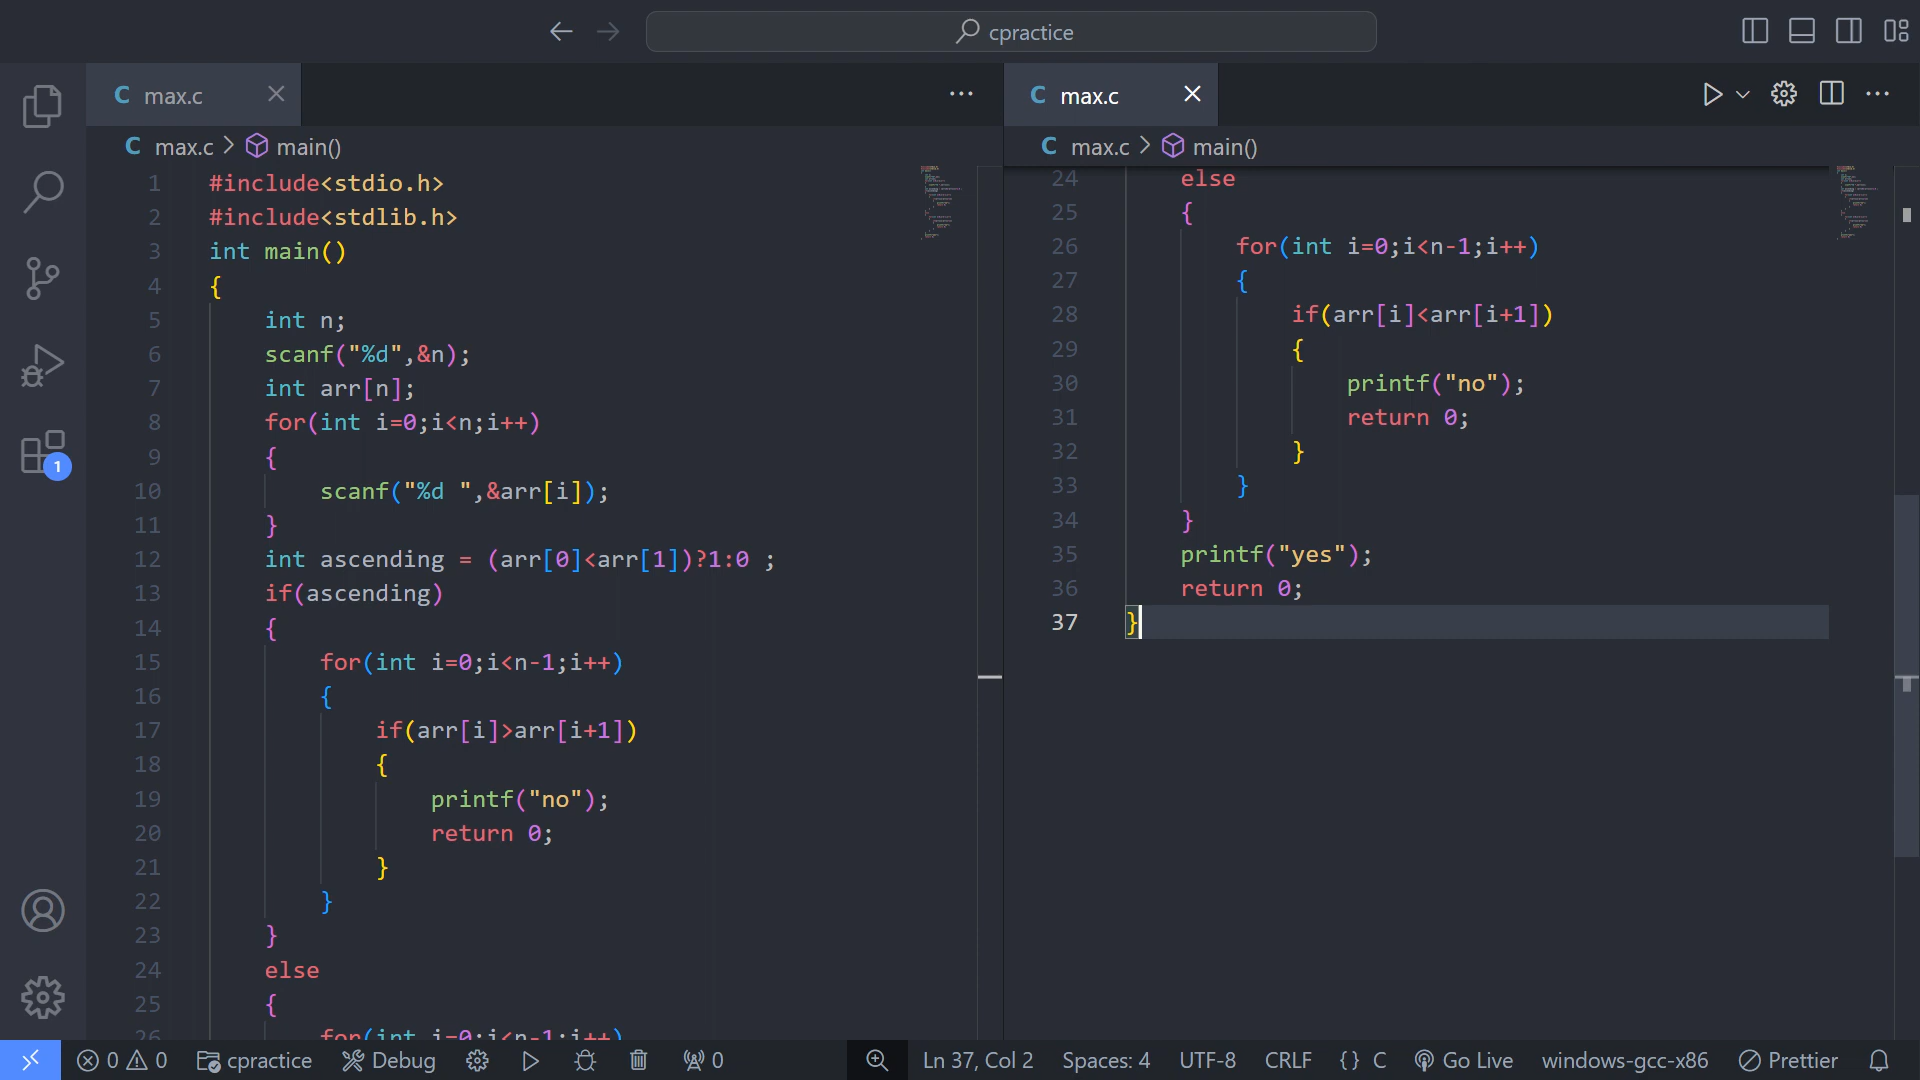 cpractice
C max.c
C max.c
C max.c > main()
1 #include<stdio.h>
2 #include<stdlib.h>
3 int main()
4 {
5 int n;
6 scanf("%d",&n);
7 int arr[n];
8 for(int i=0;i<n;i++)
9 {
10 scanf("%d ",&arr[i]);
11 }
12 int ascending = (arr[0]<arr[1])?1:0 ;
13 if(ascending)
14 {
15 for(int i=0;i<n-1;i++)
16 {
17 if(arr[i]>arr[i+1])
18 {
19 printf("no");
20 return 0;
21 }
22 }
23 }
24 else
25 {
26 for(int i=0;i<n-1;i++)
C max.c > main()
24 else
25 {
26 for(int i=0;i<n-1;i++)
27 {
28 if(arr[i]<arr[i+1])
29 {
30 printf("no");
31 return 0;
32 }
33 }
34 }
35 printf("yes");
36 return 0;
37 }
1
0 0 cpractice Debug 0 Ln 37, Col 2 Spaces: 4 UTF-8 CRLF {} C Go Live windows-gcc-x86 Prettier